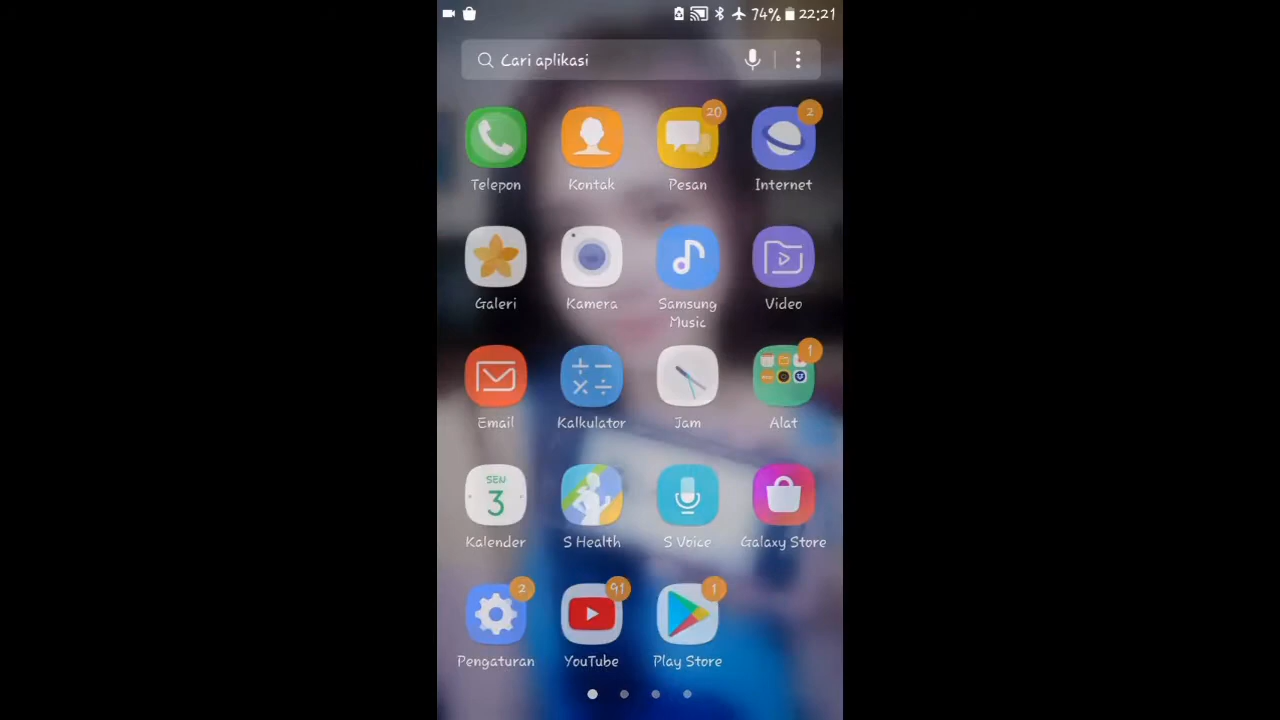 74% 22:21
Cari aplikasi
20
2
Telepon
Kontak
Pesan
Internet
Galeri
Kamera
Samsung
Music
Video
1
Email
Kalkulator
Jam
Alat
SEN
3
Kalender
S Health
S Voice
Galaxy Store
2
91
1
Pengaturan
YouTube
Play Store